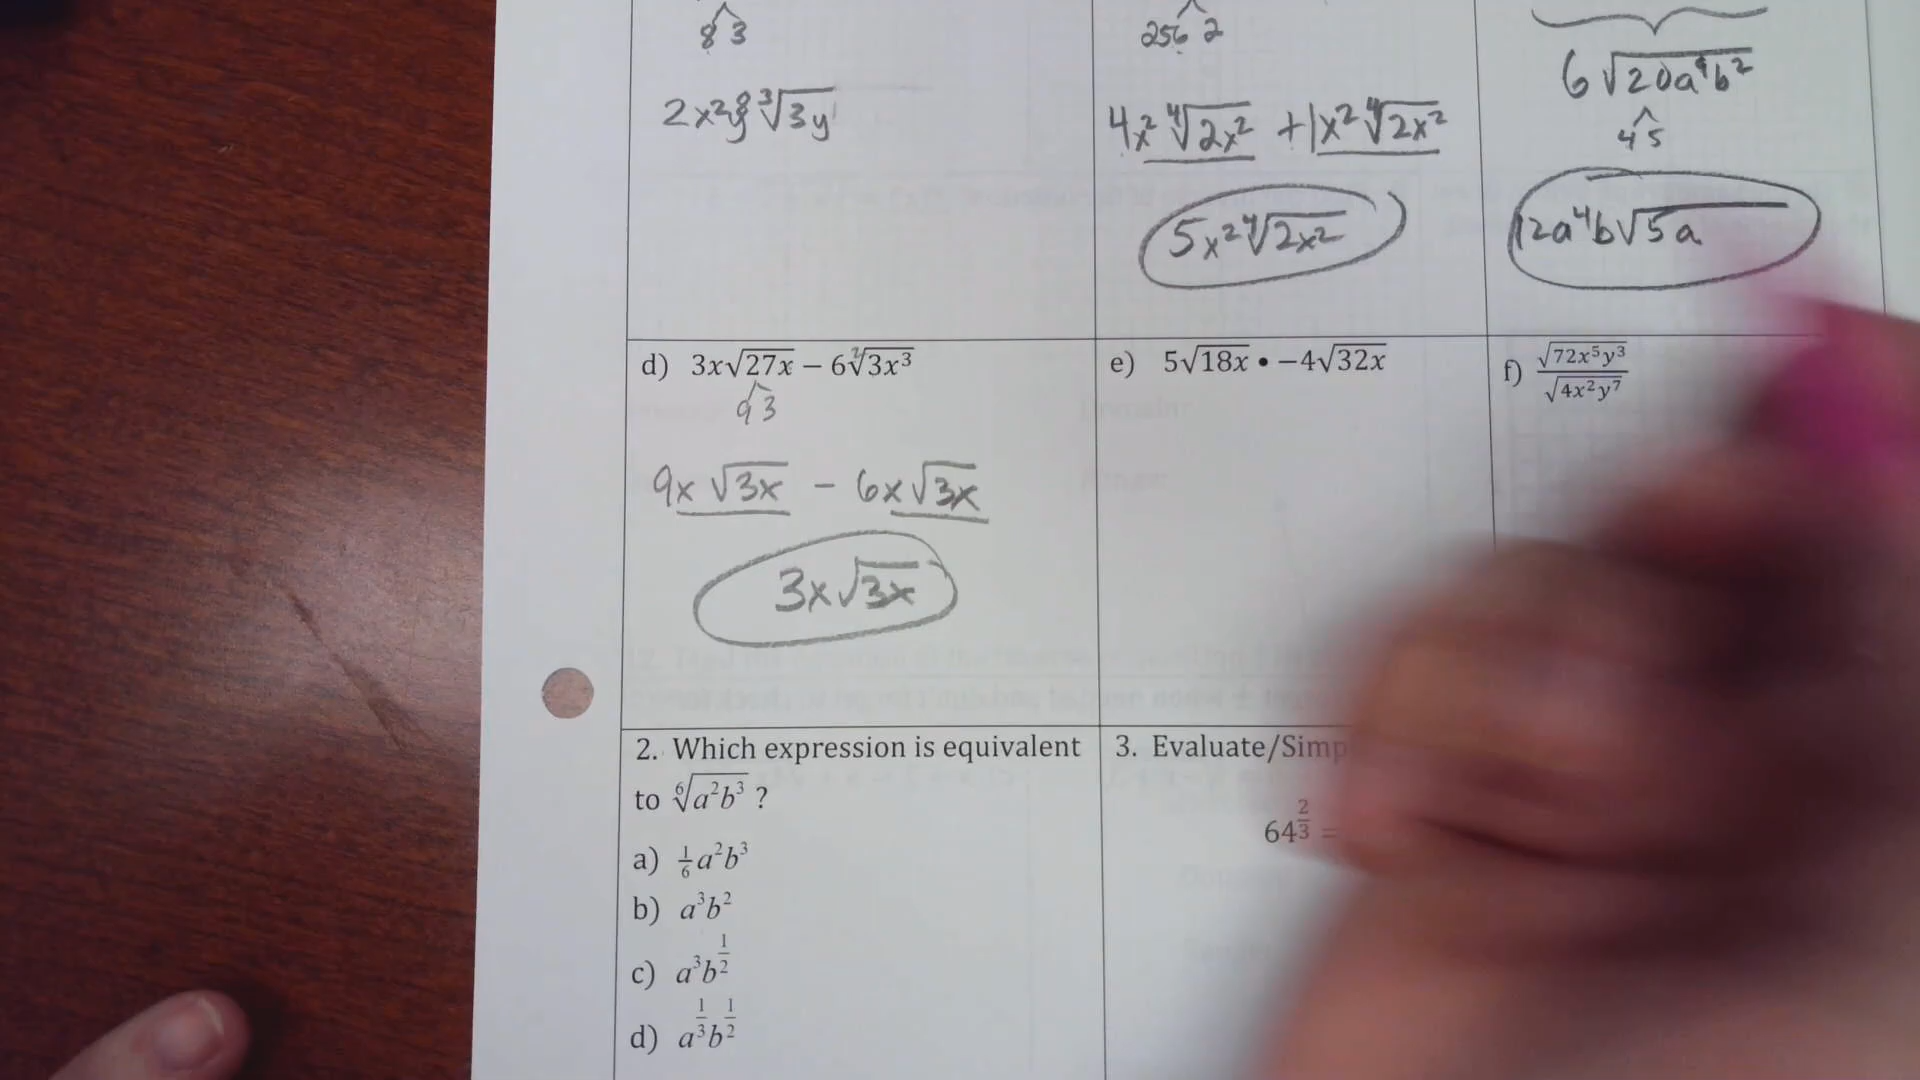 8 3
2x²y⁸ ∛3y
256 2
4x² ∜2x² + 1x² ∜2x²
5x² ∜2x²
6√20a⁹b²
4 5
12a⁴b√5a
d) 3x√27x − 6²√3x³
9 3
9x√3x − 6x√3x
3x√3x
e) 5√18x • −4√32x
f) √72x⁵y³ / √4x²y⁷
2. Which expression is equivalent
to ⁶√a²b³ ?
a) 1/6 a²b³
b) a³b²
c) a³b^(1/2)
d) a^(1/3)b^(1/2)
3. Evaluate/Simp
64^(2/3) =